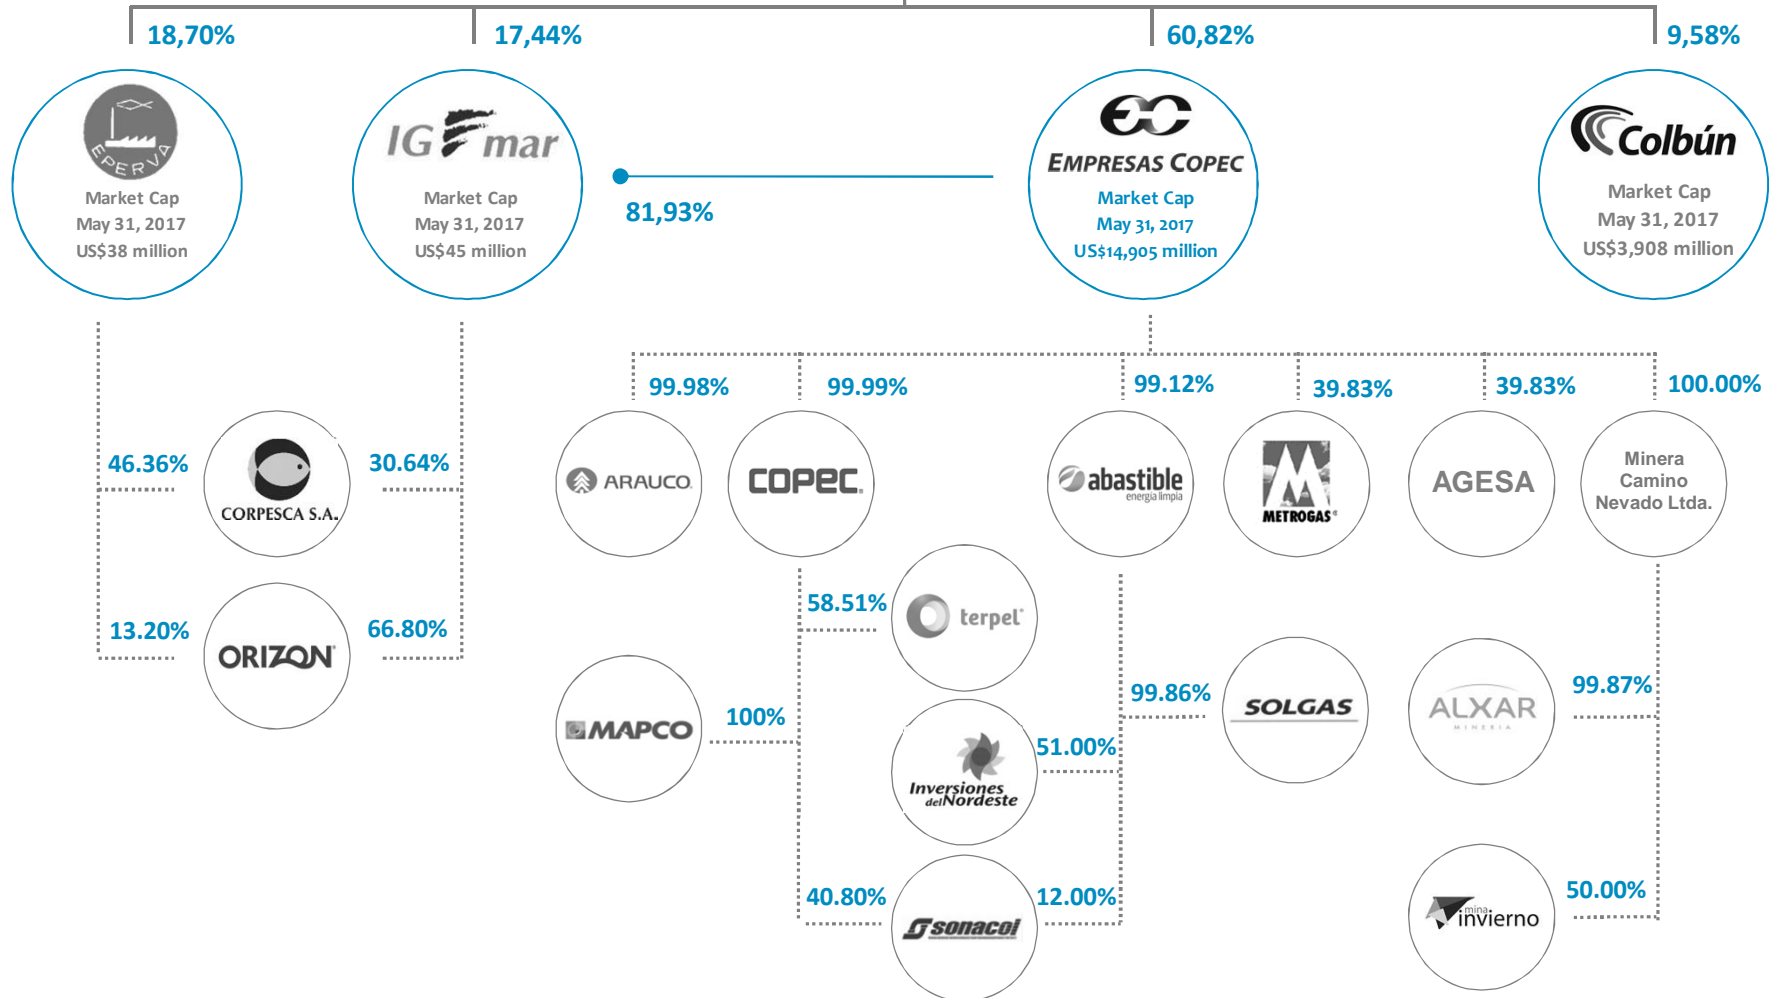 18,70%
17,44%
60,82%
9,58%
EPERVA
Market Cap
May 31, 2017
US$38 million
IG mar
Market Cap
May 31, 2017
US$45 million
81,93%
EC
EMPRESAS COPEC
Market Cap
May 31, 2017
US$14,905 million
Colbún
Market Cap
May 31, 2017
US$3,908 million
99.98%
99.99%
99.12%
39.83%
39.83%
100.00%
46.36%
CORPESCA S.A.
30.64%
ARAUCO
COPEC
abastible
energía limpia
METROGAS
AGESA
Minera
Camino
Nevado Ltda.
13.20%
ORIZON
66.80%
58.51%
terpel
MAPCO
100%
Inversiones
delNordeste
51.00%
99.86%
SOLGAS
ALXAR
MINERIA
99.87%
40.80%
sonacol
12.00%
mina
invierno
50.00%